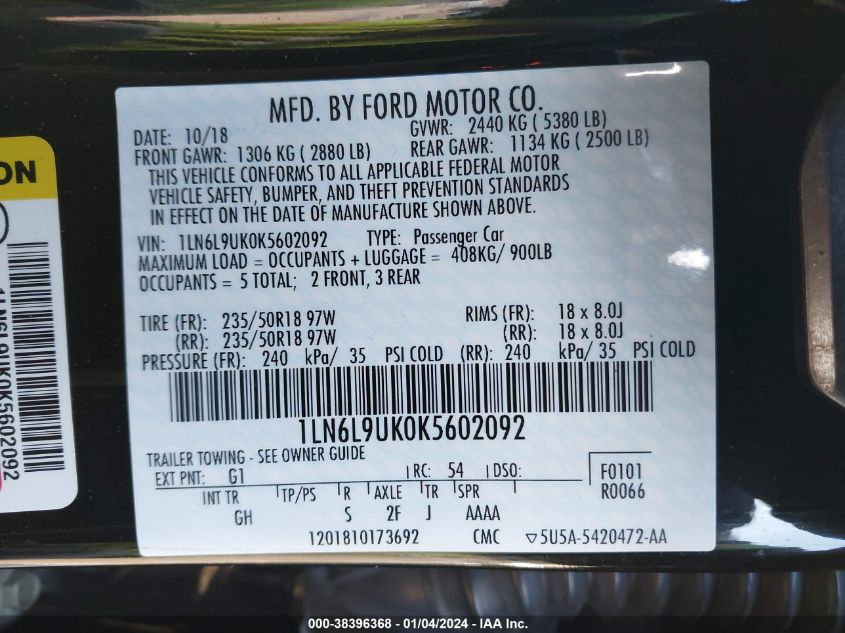 MFD. BY FORD MOTOR CO.
DATE: 10/18 GVWR: 2440 KG ( 5380 LB)
FRONT GAWR: 1306 KG ( 2880 LB) REAR GAWR: 1134 KG ( 2500 LB)
THIS VEHICLE CONFORMS TO ALL APPLICABLE FEDERAL MOTOR
VEHICLE SAFETY, BUMPER, AND THEFT PREVENTION STANDARDS
IN EFFECT ON THE DATE OF MANUFACTURE SHOWN ABOVE.
VIN: 1LN6L9UK0K5602092 TYPE: Passenger Car
MAXIMUM LOAD = OCCUPANTS + LUGGAGE = 408KG/ 900LB
OCCUPANTS = 5 TOTAL; 2 FRONT, 3 REAR
TIRE (FR): 235/50R18 97W RIMS (FR): 18 x 8.0J
(RR): 235/50R18 97W (RR): 18 x 8.0J
PRESSURE (FR): 240 kPa/ 35 PSI COLD (RR): 240 kPa/ 35 PSI COLD
1LN6L9UK0K5602092
TRAILER TOWING - SEE OWNER GUIDE
EXT PNT: G1 RC: 54 DSO: F0101
INT TR TP/PS R AXLE TR SPR R0066
GH S 2F J AAAA
1201810173692 CMC ▽5U5A-5420472-AA
ON
1LN6L9UK0K5602092
000-38396368 - 01/04/2024 - IAA Inc.